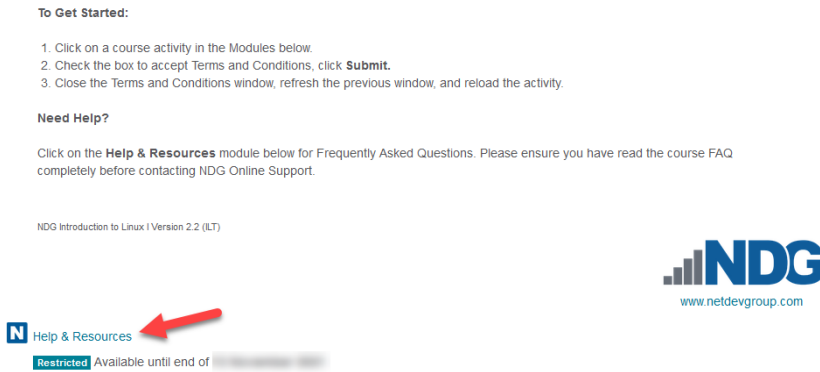 To Get Started:
1. Click on a course activity in the Modules below.
2. Check the box to accept Terms and Conditions, click Submit.
3. Close the Terms and Conditions window, refresh the previous window, and reload the activity.
Need Help?
Click on the Help & Resources module below for Frequently Asked Questions. Please ensure you have read the course FAQ
completely before contacting NDG Online Support.
NDG Introduction to Linux I Version 2.2 (ILT)
NDG
www.netdevgroup.com
N Help & Resources
Restricted Available until end of